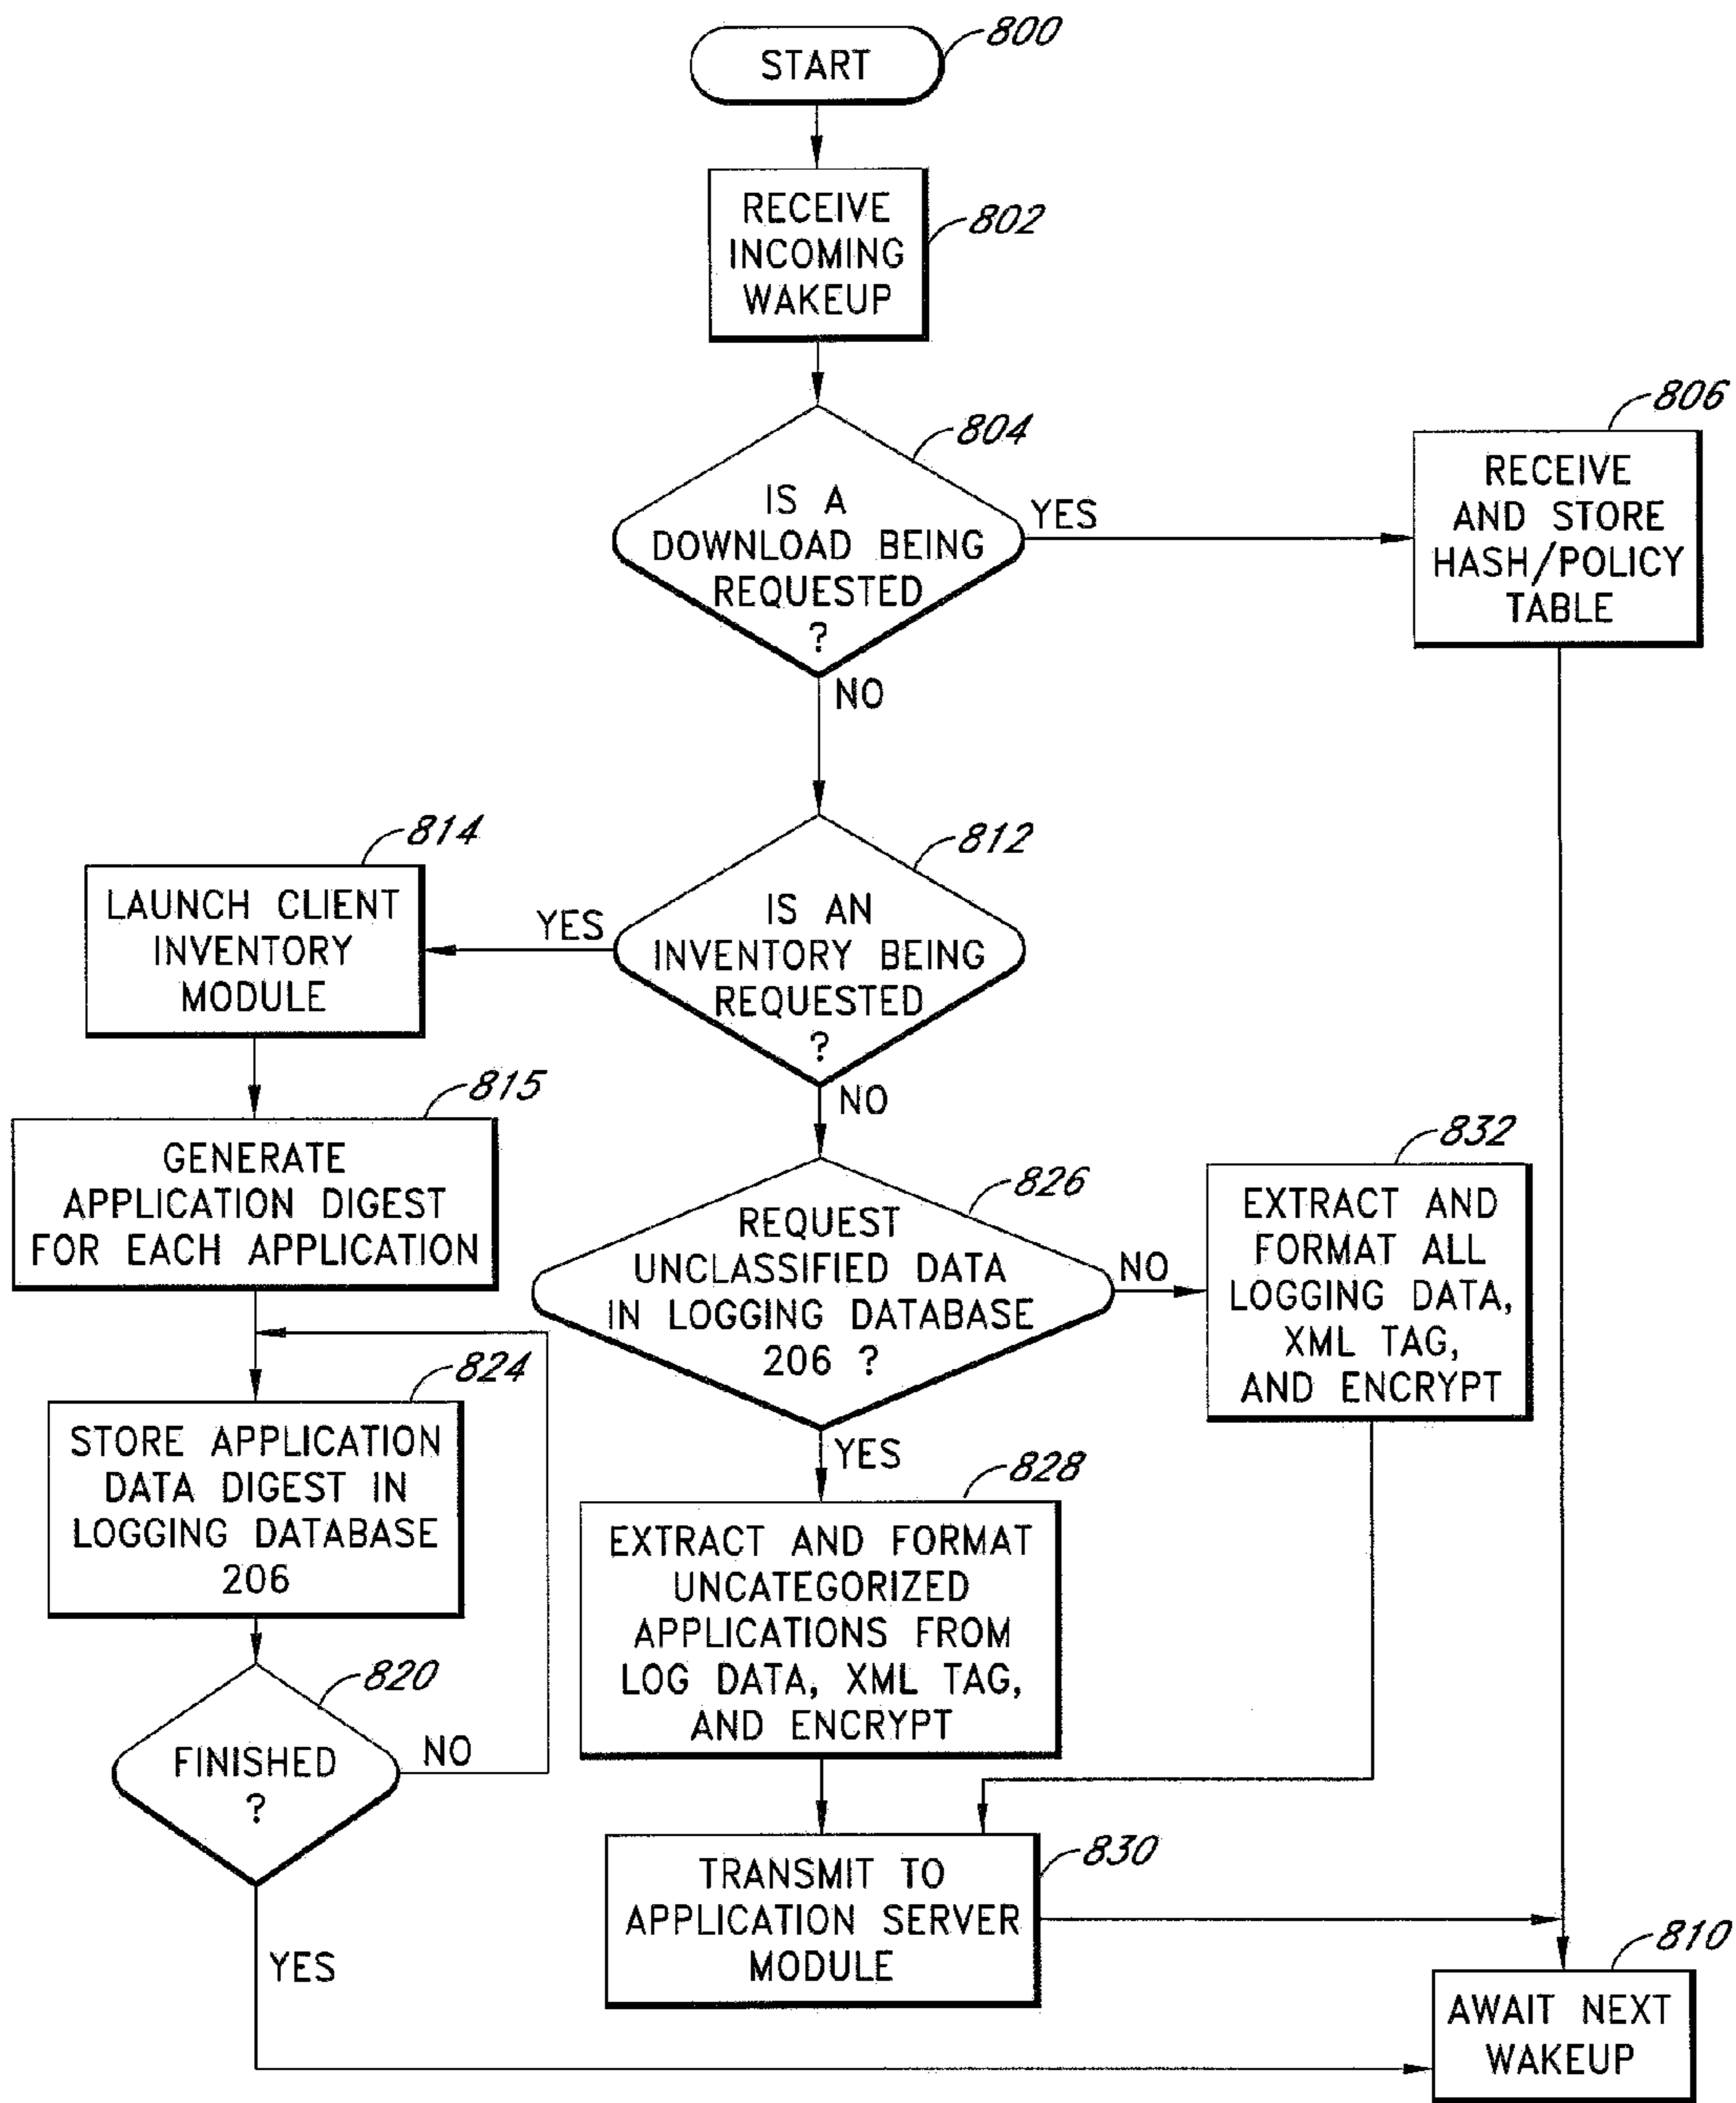 800
START
802
RECEIVE
INCOMING
WAKEUP
804
IS A
DOWNLOAD BEING
REQUESTED
?
YES
NO
806
RECEIVE
AND STORE
HASH/POLICY
TABLE
812
IS AN
INVENTORY BEING
REQUESTED
?
YES
NO
814
LAUNCH CLIENT
INVENTORY
MODULE
815
GENERATE
APPLICATION DIGEST
FOR EACH APPLICATION
824
STORE APPLICATION
DATA DIGEST IN
LOGGING DATABASE
206
820
FINISHED
?
NO
YES
826
REQUEST
UNCLASSIFIED DATA
IN LOGGING DATABASE
206 ?
NO
YES
832
EXTRACT AND
FORMAT ALL
LOGGING DATA,
XML TAG,
AND ENCRYPT
828
EXTRACT AND FORMAT
UNCATEGORIZED
APPLICATIONS FROM
LOG DATA, XML TAG,
AND ENCRYPT
830
TRANSMIT TO
APPLICATION SERVER
MODULE
810
AWAIT NEXT
WAKEUP